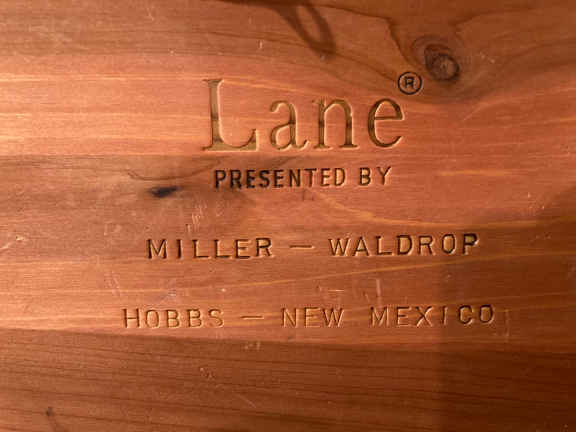 Lane®
PRESENTED BY
MILLER — WALDROP
HOBBS — NEW MEXICO